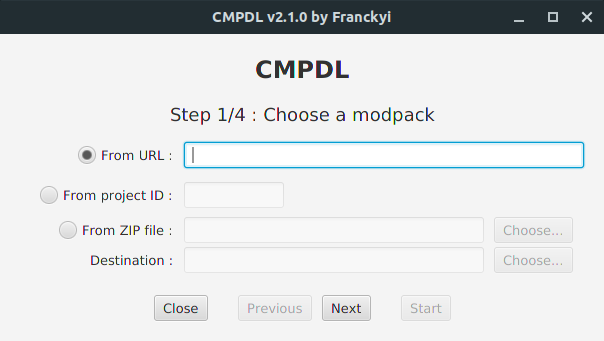 CMPDL v2.1.0 by Franckyi
CMPDL
Step 1/4 : Choose a modpack
From URL :
From project ID :
From ZIP file : Choose...
Destination : Choose...
Close Previous Next Start